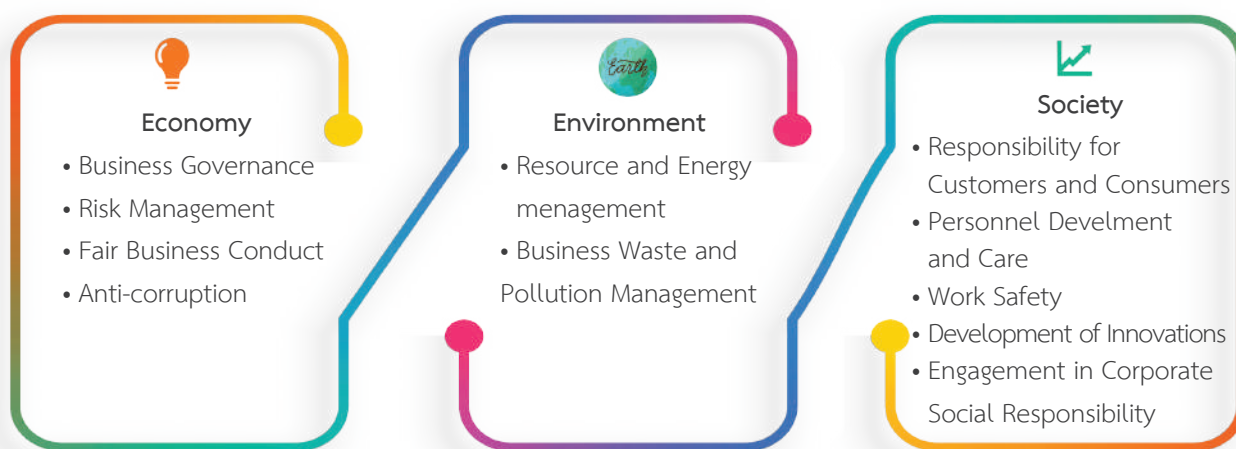 Economy
• Business Governance
• Risk Management
• Fair Business Conduct
• Anti-corruption
Earth
Environment
• Resource and Energy
menagement
• Business Waste and
Pollution Management
Society
• Responsibility for
Customers and Consumers
• Personnel Develment
and Care
• Work Safety
• Development of Innovations
• Engagement in Corporate
Social Responsibility